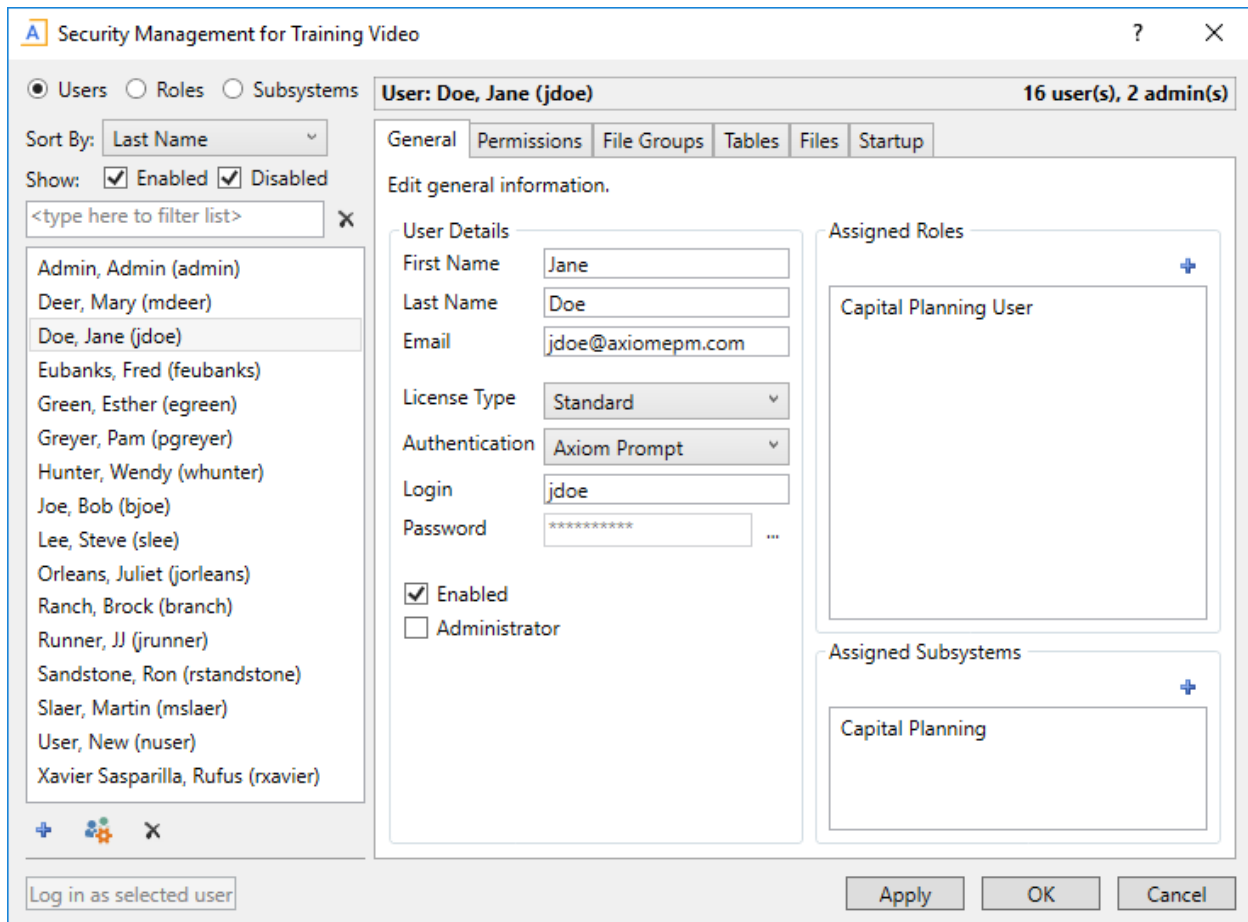 A Security Management for Training Video ?
Users Roles Subsystems
User: Doe, Jane (jdoe) 16 user(s), 2 admin(s)
Sort By: Last Name
Show: Enabled Disabled
<type here to filter list>
Admin, Admin (admin)
Deer, Mary (mdeer)
Doe, Jane (jdoe)
Eubanks, Fred (feubanks)
Green, Esther (egreen)
Greyer, Pam (pgreyer)
Hunter, Wendy (whunter)
Joe, Bob (bjoe)
Lee, Steve (slee)
Orleans, Juliet (jorleans)
Ranch, Brock (branch)
Runner, JJ (jrunner)
Sandstone, Ron (rstandstone)
Slaer, Martin (mslaer)
User, New (nuser)
Xavier Sasparilla, Rufus (rxavier)
General Permissions File Groups Tables Files Startup
Edit general information.
User Details
First Name Jane
Last Name Doe
Email jdoe@axiomepm.com
License Type Standard
Authentication Axiom Prompt
Login jdoe
Password ********** ...
Enabled
Administrator
Assigned Roles
Capital Planning User
Assigned Subsystems
Capital Planning
Log in as selected user
Apply OK Cancel